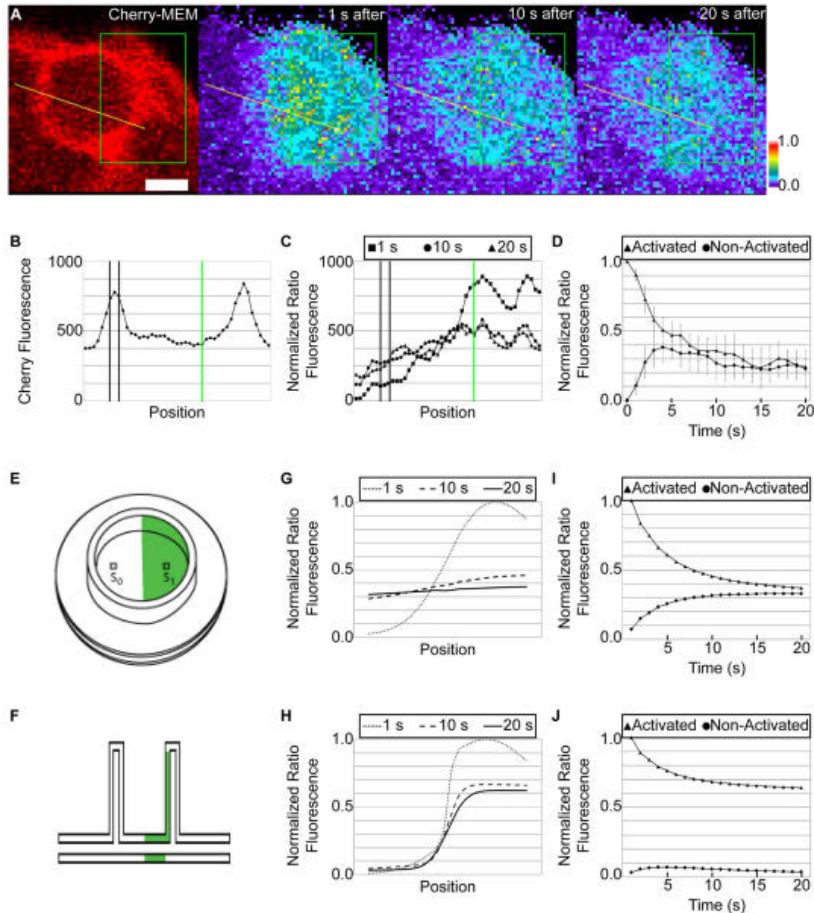 A Cherry-MEM 1 s after 10 s after 20 s after
1.0
0.0
B
1000
500
0
Cherry Fluorescence
Position
C
1 s 10 s 20 s
1000
500
0
Normalized Ratio
Fluorescence
Position
D
Activated Non-Activated
1.0
0.5
0
0 5 10 15 20
Time (s)
E
S0 S1
G
1 s 10 s 20 s
1.0
0.5
0.0
Normalized Ratio
Fluorescence
Position
I
Activated Non-Activated
1.0
0.5
0.0
Normalized Ratio
Fluorescence
5 10 15 20
Time (s)
F
H
1 s 10 s 20 s
1.0
0.5
0.0
Normalized Ratio
Fluorescence
Position
J
Activated Non-Activated
1.0
0.5
0.0
Normalized Ratio
Fluorescence
5 10 15 20
Time (s)